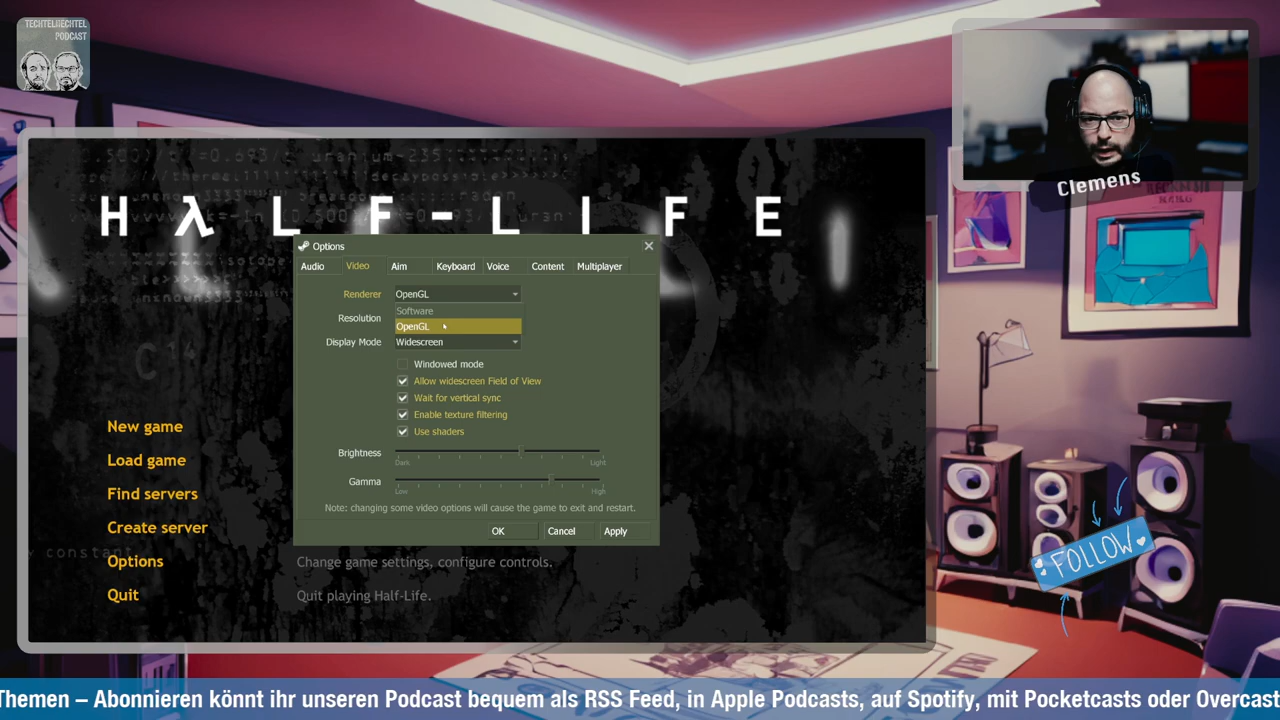 TECHTELMECHTEL
PODCAST
Clemens
HλLF-LIFE
Options
Audio
Video
Aim
Keyboard
Voice
Content
Multiplayer
Renderer
OpenGL
Software
OpenGL
Resolution
Display Mode
Widescreen
Windowed mode
Allow widescreen Field of View
Wait for vertical sync
Enable texture filtering
Use shaders
Brightness
Dark
Light
Gamma
Low
High
Note: changing some video options will cause the game to exit and restart.
OK
Cancel
Apply
New game
Load game
Find servers
Create server
Options
Change game settings, configure controls.
Quit
Quit playing Half-Life.
FOLLOW
Themen – Abonnieren könnt ihr unseren Podcast bequem als RSS Feed, in Apple Podcasts, auf Spotify, mit Pocketcasts oder Overcast